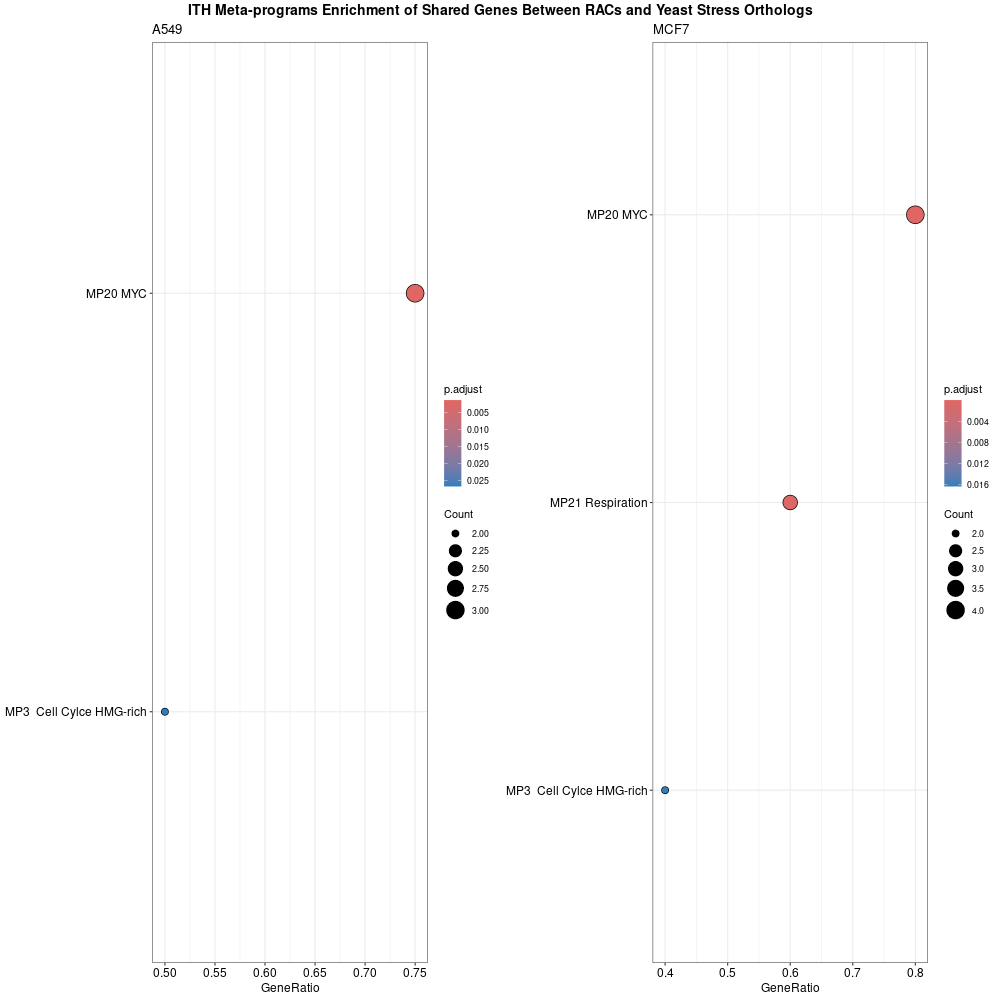 ITH Meta-programs Enrichment of Shared Genes Between RACs and Yeast Stress Orthologs
A549
MP20 MYC
MP3  Cell Cylce HMG-rich
0.50 0.55 0.60 0.65 0.70 0.75
GeneRatio
p.adjust
0.005
0.010
0.015
0.020
0.025
Count
2.00
2.25
2.50
2.75
3.00
MCF7
MP20 MYC
MP21 Respiration
MP3  Cell Cylce HMG-rich
0.4 0.5 0.6 0.7 0.8
GeneRatio
p.adjust
0.004
0.008
0.012
0.016
Count
2.0
2.5
3.0
3.5
4.0